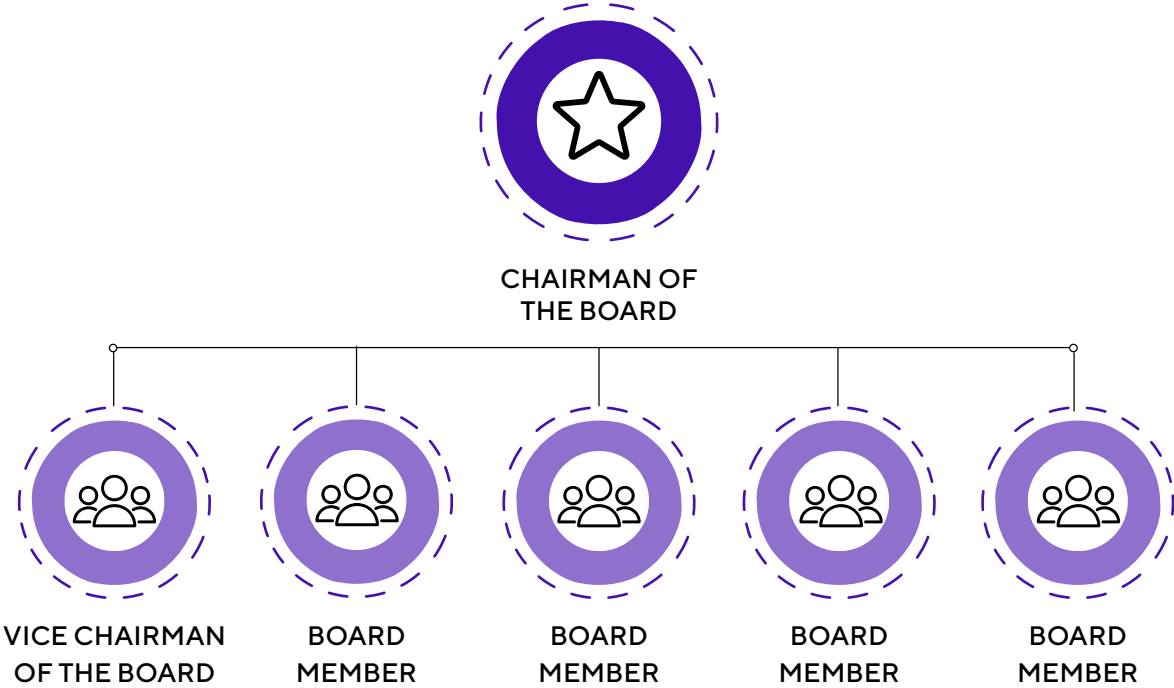 CHAIRMAN OF
THE BOARD
VICE CHAIRMAN
OF THE BOARD
BOARD
MEMBER
BOARD
MEMBER
BOARD
MEMBER
BOARD
MEMBER